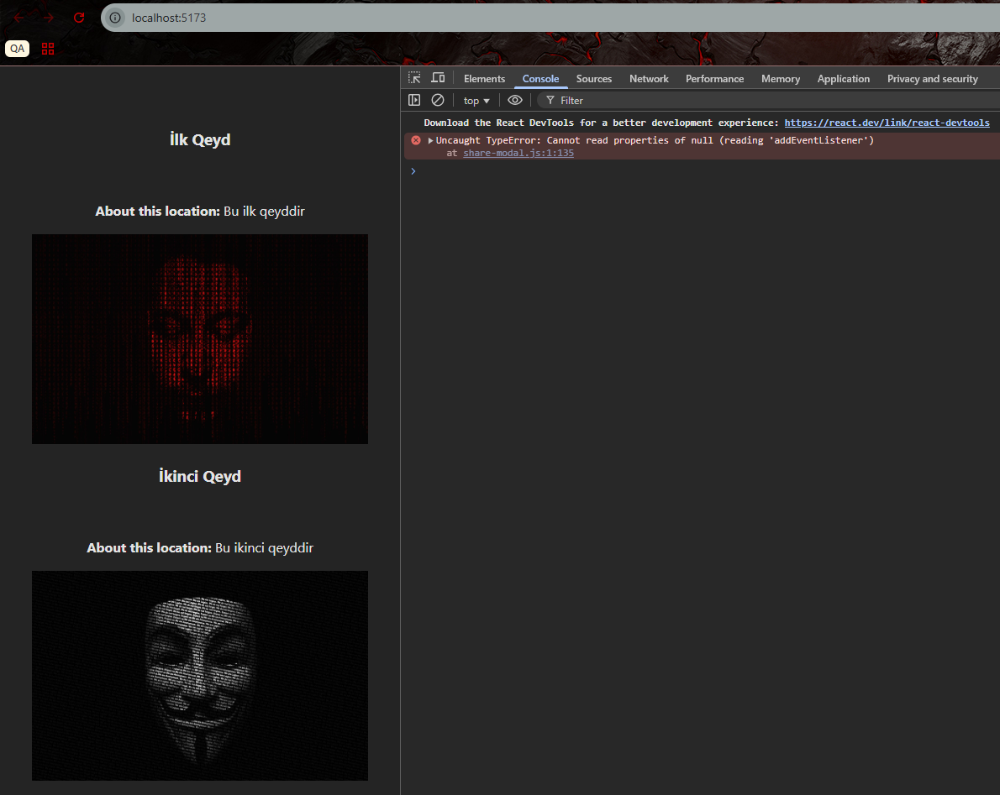 localhost:5173
QA
Elements Console Sources Network Performance Memory Application Privacy and security
top Filter
Download the React DevTools for a better development experience: https://react.dev/link/react-devtools
Uncaught TypeError: Cannot read properties of null (reading 'addEventListener')
at share-modal.js:1:135
İlk Qeyd
About this location: Bu ilk qeyddir
İkinci Qeyd
About this location: Bu ikinci qeyddir